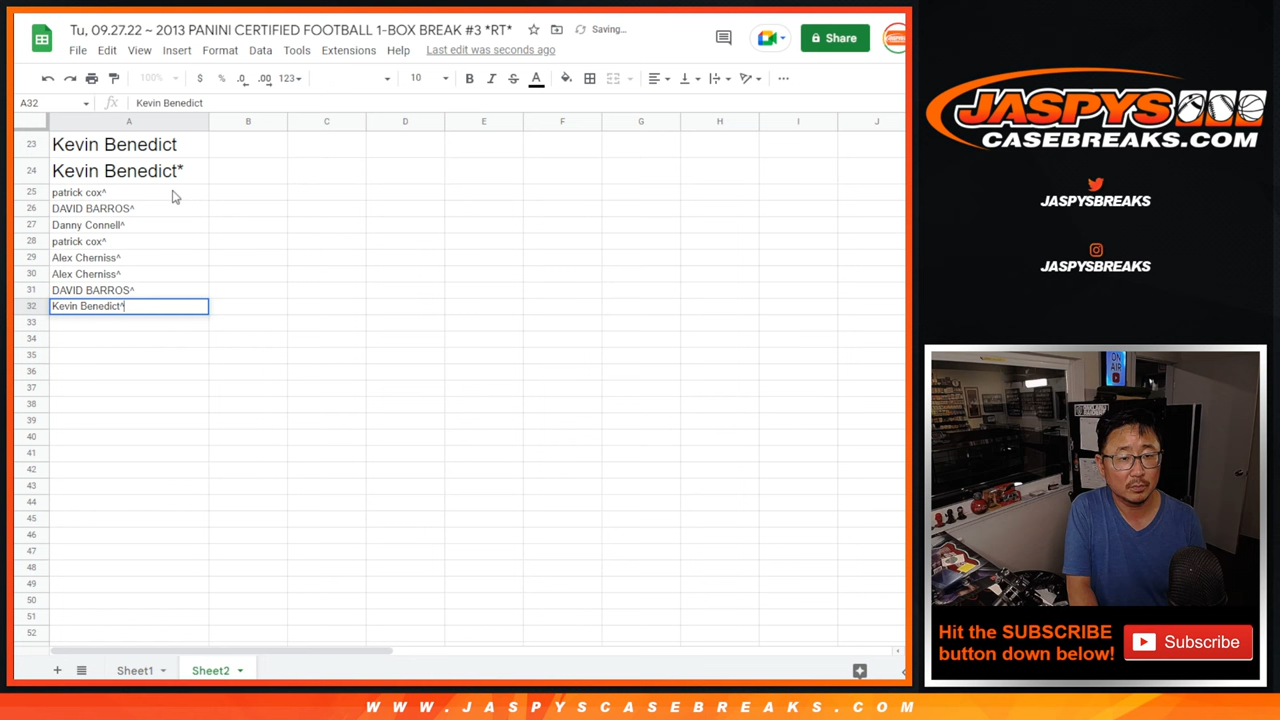 Tu, 09.27.22 ~ 2013 PANINI CERTIFIED FOOTBALL 1-BOX BREAK #3 *RT*
Saving...
File Edit View Insert Format Data Tools Extensions Help Last edit was seconds ago
Share
100% $ % .0 .00 123 10 B I S A
A32 fx Kevin Benedict
A B C D E F G H I J
23 Kevin Benedict
24 Kevin Benedict*
25 patrick cox^
26 DAVID BARROS^
27 Danny Connell^
28 patrick cox^
29 Alex Cherniss^
30 Alex Cherniss^
31 DAVID BARROS^
32 Kevin Benedict^
33
34
35
36
37
38
39
40
41
42
43
44
45
46
47
48
49
50
51
52
Sheet1 Sheet2
JASPYS
CASEBREAKS.COM
JASPYSBREAKS
JASPYSBREAKS
ON
AIR
Hit the SUBSCRIBE
button down below!
Subscribe
WWW.JASPYSCASEBREAKS.COM